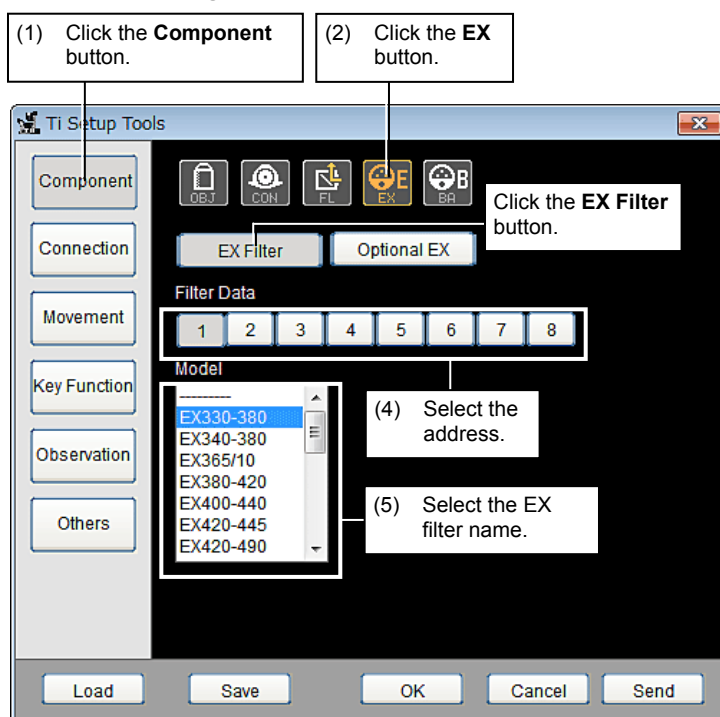 (1) Click the Component
button.
(2) Click the EX
button.
Ti Setup Tools
Component
OBJ
CON
FL
E
EX
B
BA
Click the EX Filter
button.
Connection
EX Filter
Optional EX
Filter Data
Movement
1 2 3 4 5 6 7 8
Model
Key Function
---------
EX330-380
EX340-380
EX365/10
EX380-420
EX400-440
EX420-445
EX420-490
(4) Select the
address.
Observation
(5) Select the EX
filter name.
Others
Load
Save
OK
Cancel
Send